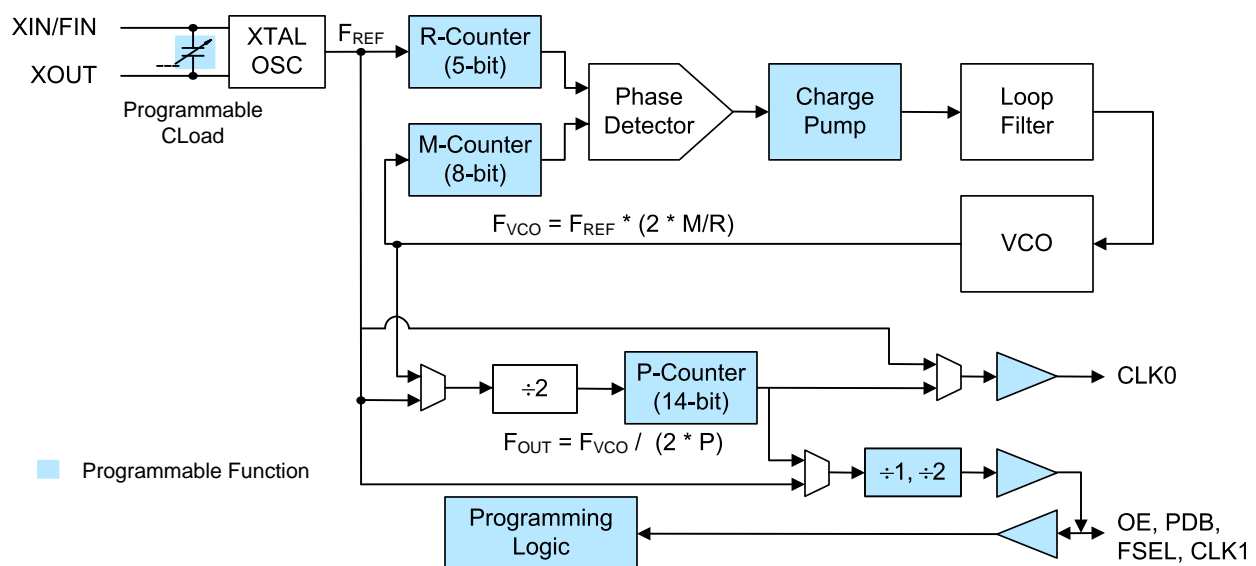 XIN/FIN
XOUT
Programmable
CLoad
XTAL
OSC
FREF
R-Counter
(5-bit)
M-Counter
(8-bit)
Phase
Detector
Charge
Pump
Loop
Filter
FVCO = FREF * (2 * M/R)
VCO
÷2
P-Counter
(14-bit)
CLK0
FOUT = FVCO / (2 * P)
Programmable Function
÷1, ÷2
Programming
Logic
OE, PDB,
FSEL, CLK1